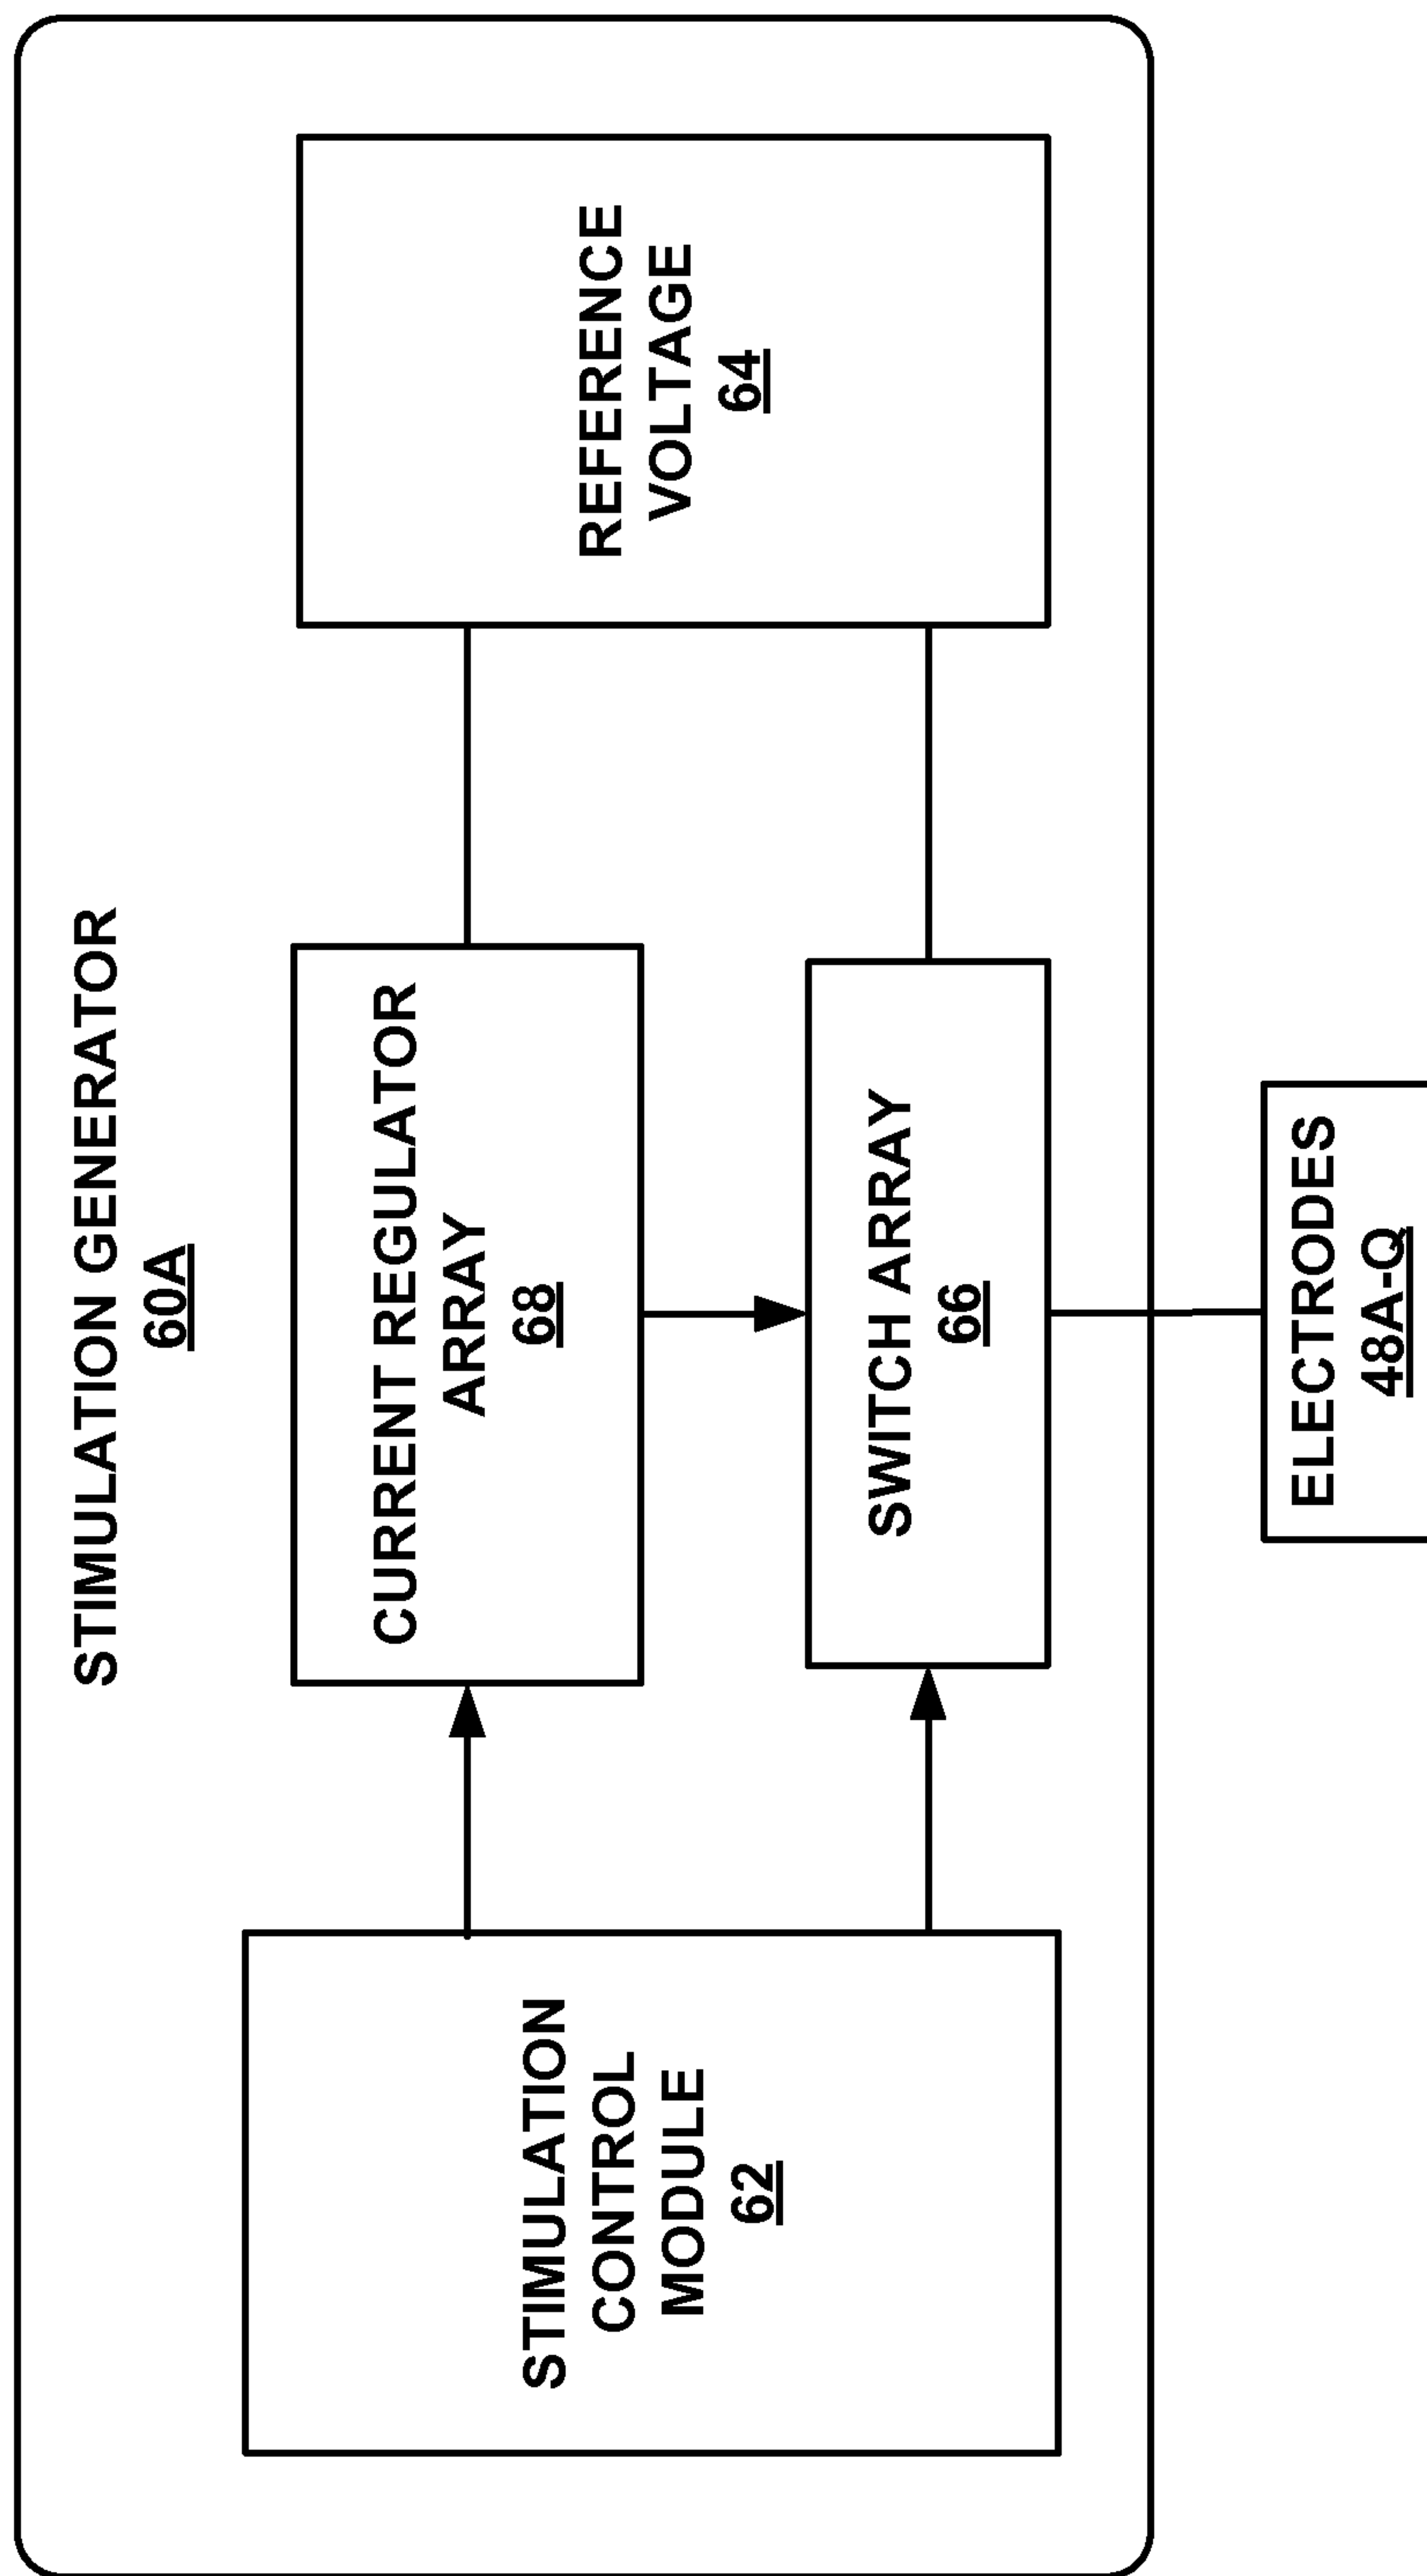 STIMULATION GENERATOR
60A
STIMULATION
CONTROL
MODULE
62
CURRENT REGULATOR
ARRAY
68
REFERENCE
VOLTAGE
64
SWITCH ARRAY
66
ELECTRODES
48A-Q